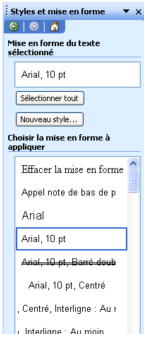 Styles et mise en forme
Mise en forme du texte
sélectionné
Arial, 10 pt
Sélectionner tout
Nouveau style...
Choisir la mise en forme à
appliquer
Effacer la mise en forme
Appel note de bas de p
Arial
Arial, 10 pt
Arial, 10 pt, Barré doub
Arial, 10 pt, Centré
, Centré, Interligne : Au r
, Interligne : Au moin